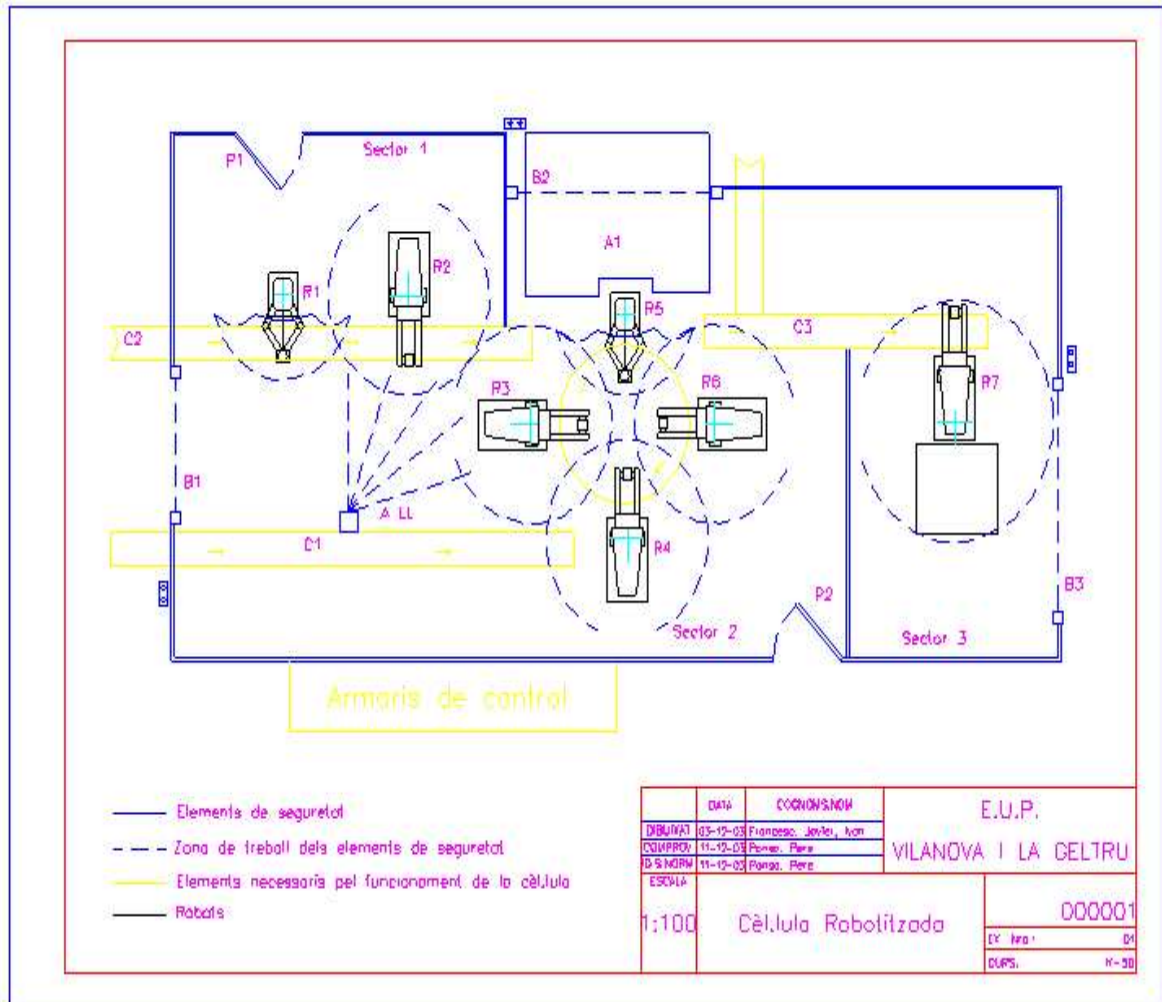 P1
Sector 1
B2
A1
R2
R1
R5
C2
C3
R3
R6
R7
B1
A LL
C1
R4
P2
B3
Sector 2
Sector 3
Armaris de control
Elements de seguretat
Zona de treball dels elements de seguretat
Elements necessaris pel funcionament de la cèl.lula
Robots
DATA
COGNOMS,NOM
E.U.P.
DIBUIXAT
03-12-03
Francesc, Javier, Ivan
COMPROV
11-12-03
Ponsa, Pere
VILANOVA I LA GELTRU
11-12-03
Ponsa, Pere
ESCALA
1:100
Cèl.lula Robotitzada
000001
01
CURS: